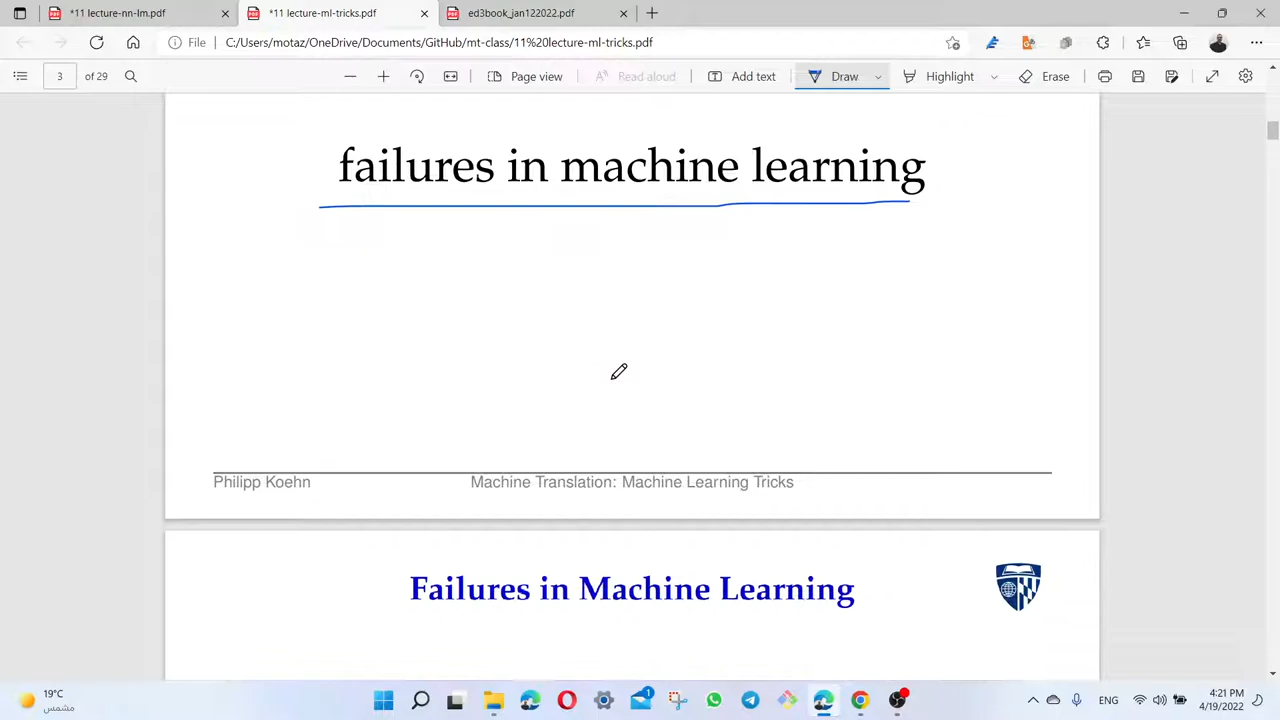 *11 lecture-nn-lm.pdf
*11 lecture-ml-tricks.pdf
ed3book_jan122022.pdf
File
C:/Users/motaz/OneDrive/Documents/GitHub/mt-class/11%20lecture-ml-tricks.pdf
3
of 29
Page view
Read aloud
Add text
Draw
Highlight
Erase
failures in machine learning
Philipp Koehn
Machine Translation: Machine Learning Tricks
Failures in Machine Learning
19°C
مشمس
1
ENG
4:21 PM
4/19/2022